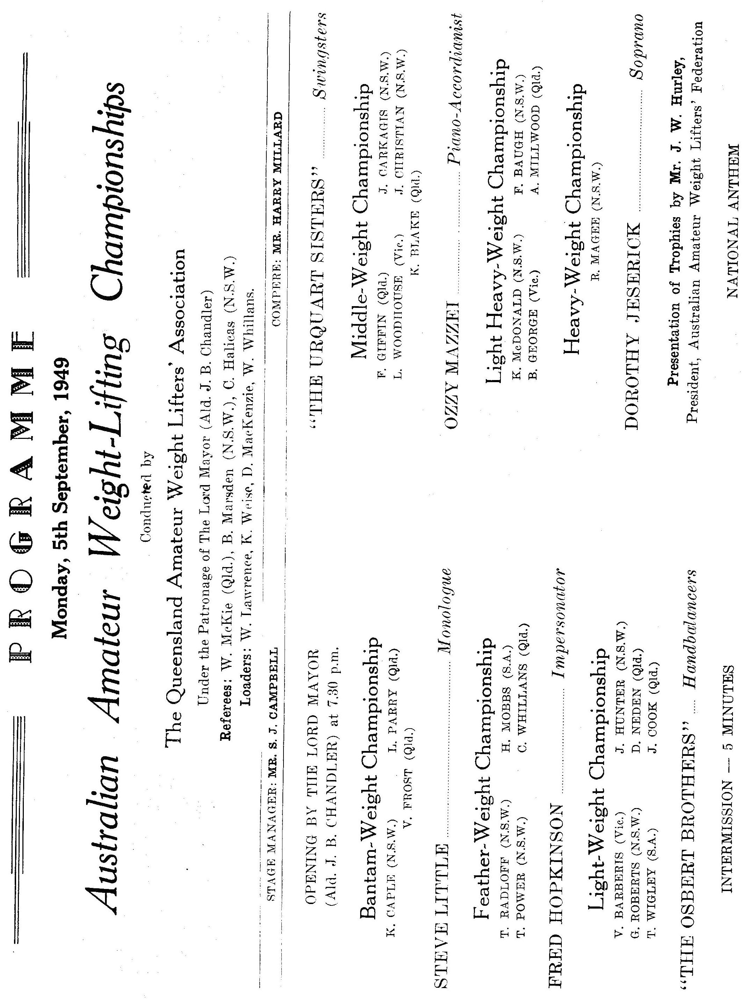 PROGRAMME
Monday, 5th September, 1949
Australian Amateur Weight-Lifting Championships
Conducted by
The Queensland Amateur Weight Lifters' Association
Under the Patronage of The Lord Mayor (Ald. J. B. Chandler)
Referees: W. McKie (Qld.), B. Marsden (N.S.W.), C. Halicas (N.S.W.)
Loaders: W. Lawrence, K. Weise, D. MacKenzie, W. Whillans.
STAGE MANAGER: MR. S. J. CAMPBELL COMPERE: MR. HARRY MILLARD
OPENING BY THE LORD MAYOR
(Ald. J. B. CHANDLER) at 7.30 p.m.
Bantam-Weight Championship
K. CAPLE (N.S.W.) L. PARRY (Qld.)
V. FROST (Qld.)
STEVE LITTLE ........ Monologue
Feather-Weight Championship
T. RADLOFF (N.S.W.) H. MOBBS (S.A.)
T. POWER (N.S.W.) C. WHILLANS (Qld.)
FRED HOPKINSON ........ Impersonator
Light-Weight Championship
V. BARBERIS (Vic.) J. HUNTER (N.S.W.)
G. ROBERTS (N.S.W.) D. NEDEN (Qld.)
T. WIGLEY (S.A.) J. COOK (Qld.)
"THE OSBERT BROTHERS" .... Handbalancers
INTERMISSION — 5 MINUTES
"THE URQUART SISTERS" ........ Swingsters
Middle-Weight Championship
F. GIFFIN (Qld.) J. CARKAGIS (N.S.W.)
L. WOODHOUSE (Vic.) J. CHRISTIAN (N.S.W.)
K. BLAKE (Qld.)
OZZY MAZZEI ........ Piano-Accordianist
Light Heavy-Weight Championship
K. McDONALD (N.S.W.) F. BAUGH (N.S.W.)
B. GEORGE (Vic.) A. MILLWOOD (Qld.)
Heavy-Weight Championship
R. MAGEE (N.S.W.)
DOROTHY JESERICK ........ Soprano
Presentation of Trophies by Mr. J. W. Hurley,
President, Australian Amateur Weight Lifters' Federation
NATIONAL ANTHEM